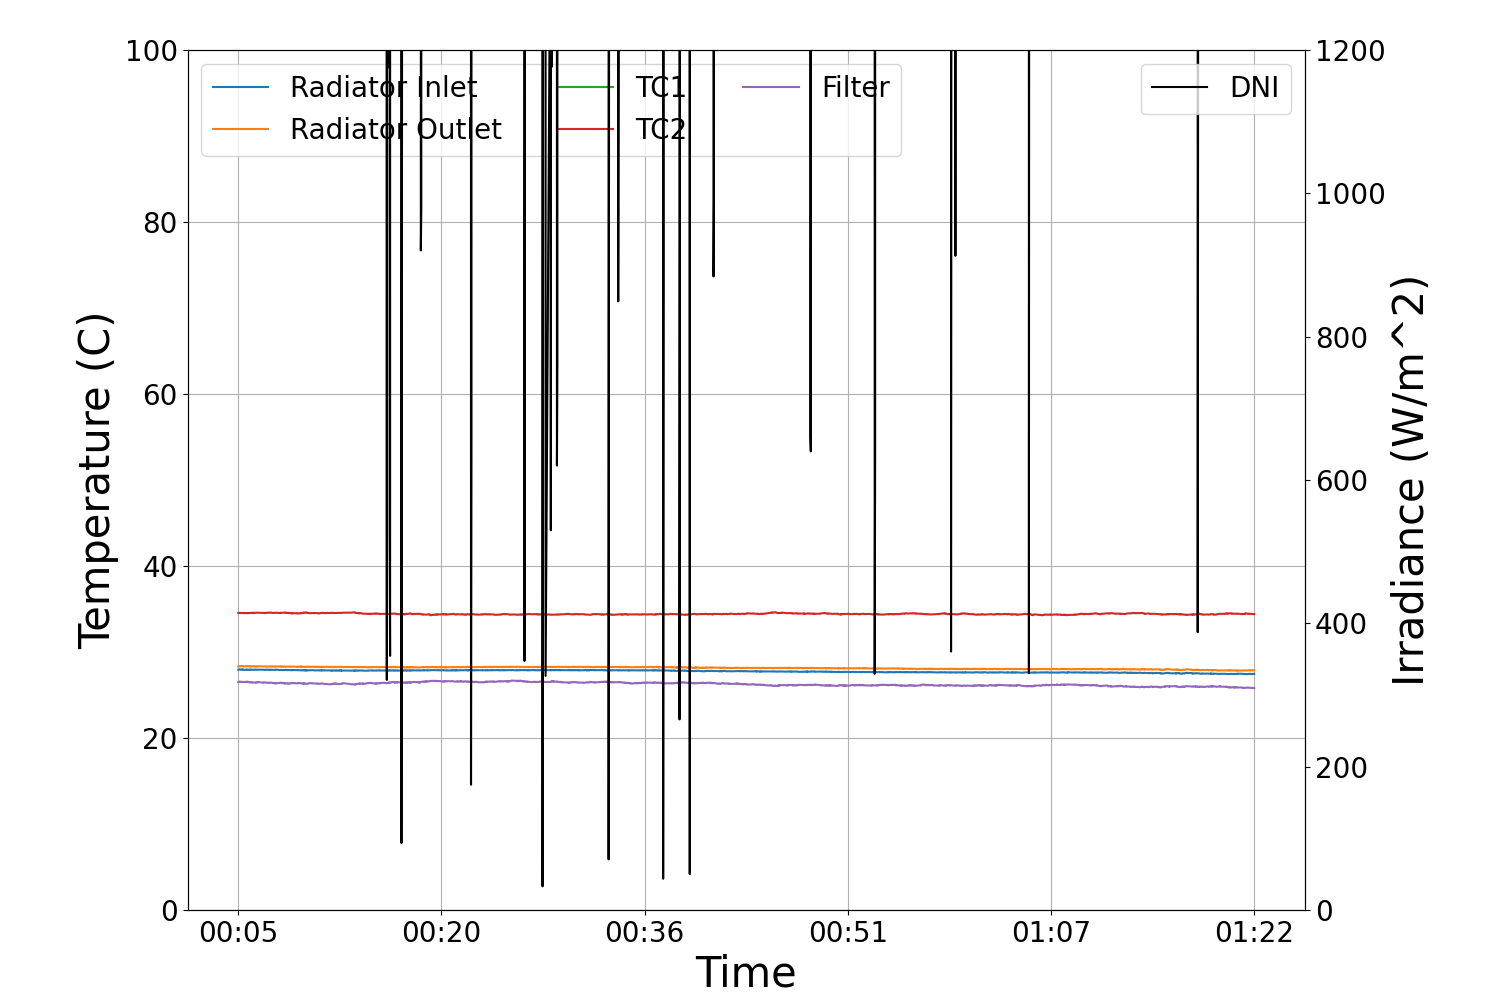 Temperature (C)
100
80
60
40
20
0
Radiator Inlet
Radiator Outlet
TC1
TC2
Filter
DNI
1200
1000
800
600
400
200
0
Irradiance (W/m^2)
00:05 00:20 00:36 00:51 01:07 01:22
Time